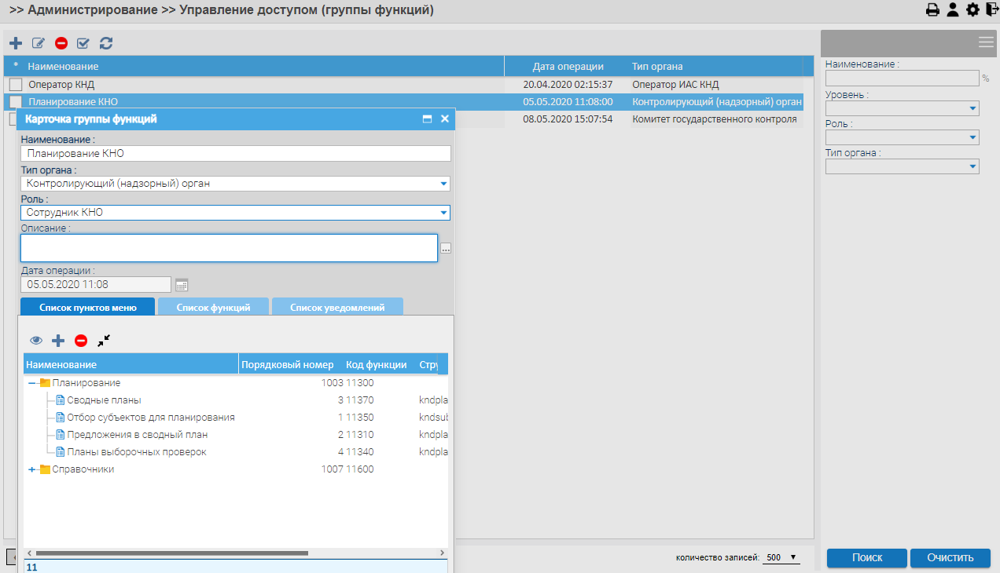 >> Администрирование >> Управление доступом (группы функций)
* Наименование Дата операции Тип органа
Оператор КНД 20.04.2020 02:15:37 Оператор ИАС КНД
Планирование КНО 05.05.2020 11:08:00 Контролирующий (надзорный) орган
08.05.2020 15:07:54 Комитет государственного контроля
Карточка группы функций
Наименование :
Планирование КНО
Тип органа :
Контролирующий (надзорный) орган
Роль :
Сотрудник КНО
Описание :
...
Дата операции :
05.05.2020 11:08
Список пунктов меню Список функций Список уведомлений
Наименование Порядковый номер Код функции Стру
Планирование 1003 11300
Сводные планы 3 11370 kndpla
Отбор субъектов для планирования 1 11350 kndsub
Предложения в сводный план 2 11310 kndpla
Планы выборочных проверок 4 11340 kndpla
Справочники 1007 11600
11
количество записей: 500
Наименование :
%
Уровень :
Роль :
Тип органа :
Поиск Очистить